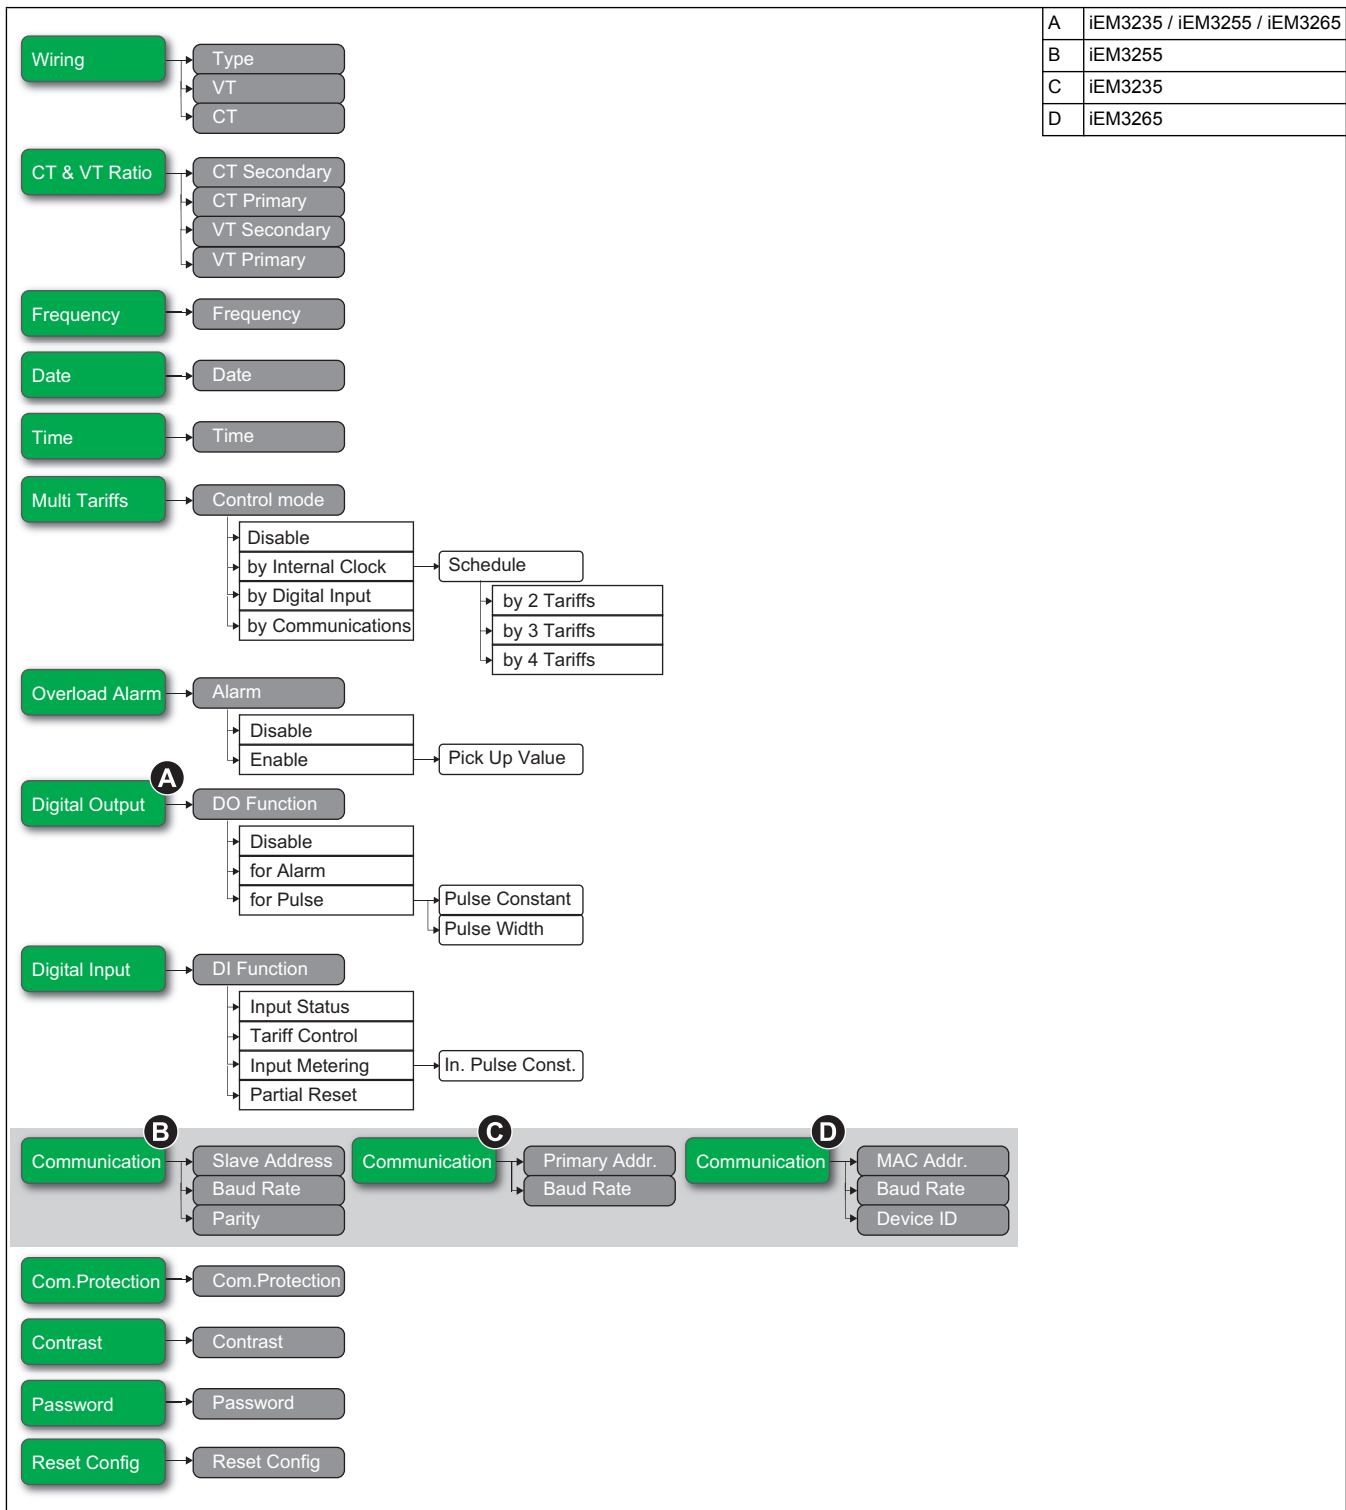 A iEM3235 / iEM3255 / iEM3265
B iEM3255
C iEM3235
D iEM3265
Wiring
Type
VT
CT
CT & VT Ratio
CT Secondary
CT Primary
VT Secondary
VT Primary
Frequency
Frequency
Date
Date
Time
Time
Multi Tariffs
Control mode
Disable
by Internal Clock
by Digital Input
by Communications
Schedule
by 2 Tariffs
by 3 Tariffs
by 4 Tariffs
Overload Alarm
Alarm
Disable
Enable
Pick Up Value
A
Digital Output
DO Function
Disable
for Alarm
for Pulse
Pulse Constant
Pulse Width
Digital Input
DI Function
Input Status
Tariff Control
Input Metering
Partial Reset
In. Pulse Const.
B
Communication
Slave Address
Baud Rate
Parity
C
Communication
Primary Addr.
Baud Rate
D
Communication
MAC Addr.
Baud Rate
Device ID
Com.Protection
Com.Protection
Contrast
Contrast
Password
Password
Reset Config
Reset Config